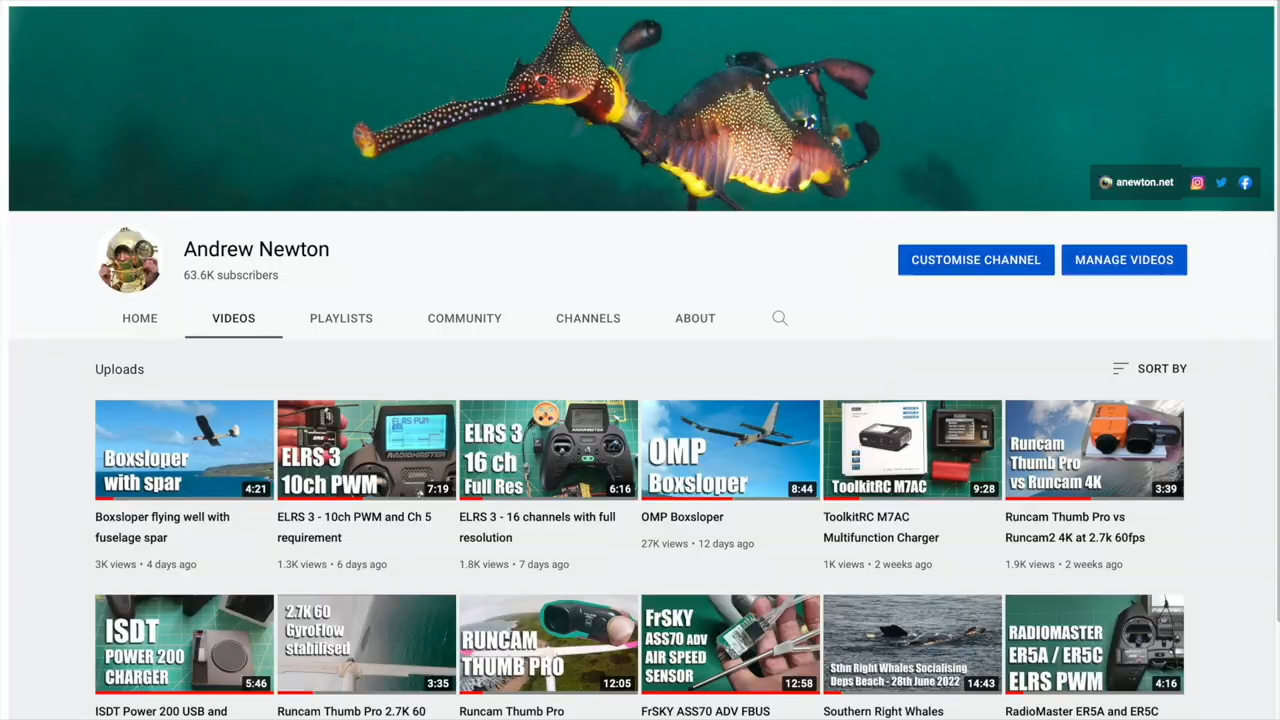 anewton.net
Andrew Newton
63.6K subscribers
CUSTOMISE CHANNEL
MANAGE VIDEOS
HOME
VIDEOS
PLAYLISTS
COMMUNITY
CHANNELS
ABOUT
Uploads
SORT BY
Boxsloper
with spar
4:21
ELRS PWM
RADIOMASTER
ELRS 3
10ch PWM
7:19
ELRS 3
16 ch
Full Res
6:16
OMP
Boxsloper
8:44
ToolkitRC M7AC
9:28
Runcam
Thumb Pro
vs Runcam 4K
3:39
Boxsloper flying well with
fuselage spar
3K views • 4 days ago
ELRS 3 - 10ch PWM and Ch 5
requirement
1.3K views • 6 days ago
ELRS 3 - 16 channels with full
resolution
1.8K views • 7 days ago
OMP Boxsloper
27K views • 12 days ago
ToolkitRC M7AC
Multifunction Charger
1K views • 2 weeks ago
Runcam Thumb Pro vs
Runcam2 4K at 2.7k 60fps
1.9K views • 2 weeks ago
ISDT
POWER 200
CHARGER
5:46
2.7K 60
GyroFlow
stabilised
3:35
RUNCAM
THUMB PRO
12:05
FrSKY
ASS70 ADV
AIR SPEED
SENSOR
12:58
Sthn Right Whales Socialising
Deps Beach - 28th June 2022
14:43
RADIOMASTER
ER5A / ER5C
ELRS PWM
4:16
ISDT Power 200 USB and
Runcam Thumb Pro 2.7K 60
Runcam Thumb Pro
FrSKY ASS70 ADV FBUS
Southern Right Whales
RadioMaster ER5A and ER5C